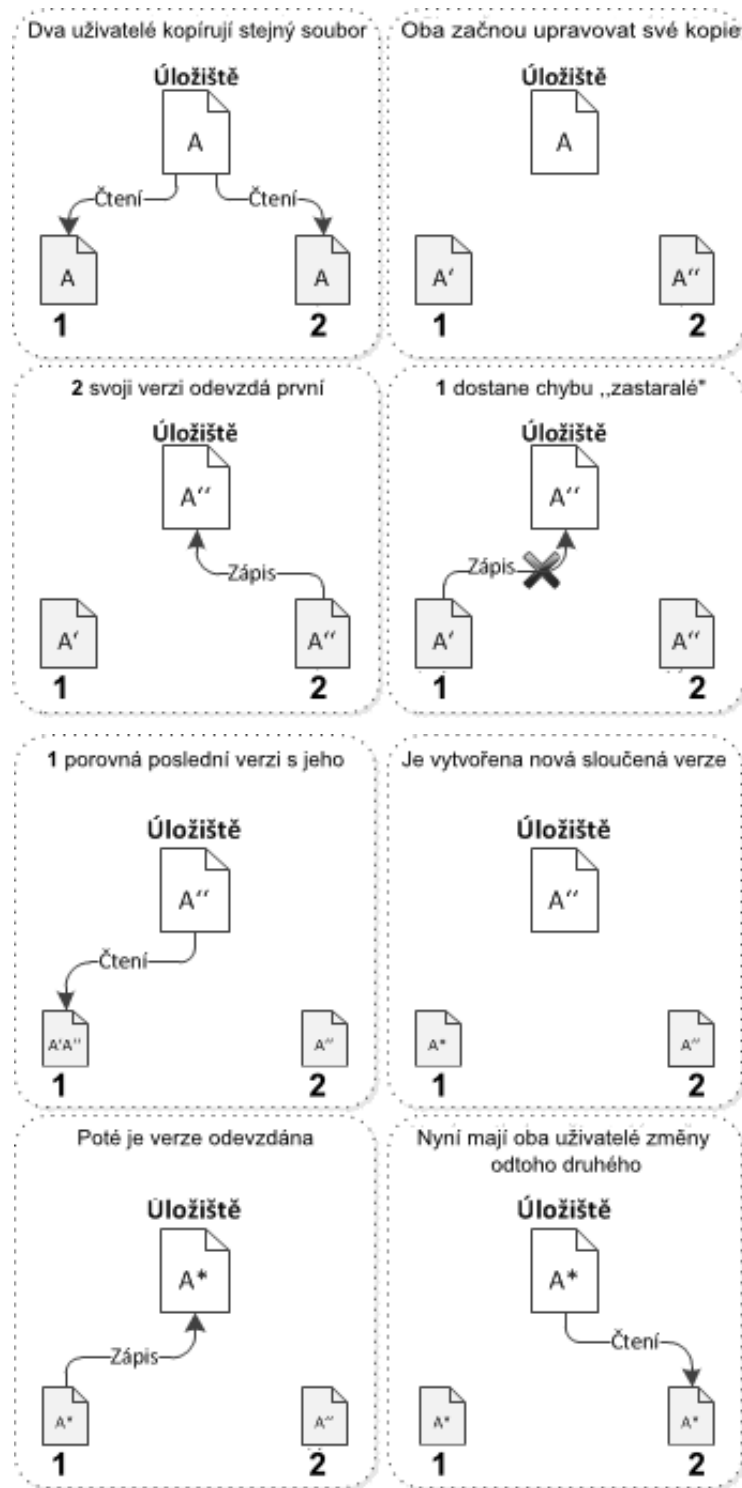 Dva uživatelé kopírují stejný soubor
Úložiště
A
Čtení
Čtení
A
A
1
2
Oba začnou upravovat své kopie
Úložiště
A
A‘
A‘‘
1
2
2 svoji verzi odevzdá první
Úložiště
A‘‘
Zápis
A‘
A‘‘
1
2
1 dostane chybu ,,zastaralé"
Úložiště
A‘‘
Zápis
A‘
A‘‘
1
2
1 porovná poslední verzi s jeho
Úložiště
A‘‘
Čtení
A'A''
A‘‘
1
2
Je vytvořena nová sloučená verze
Úložiště
A‘‘
A*
A‘‘
1
2
Poté je verze odevzdána
Úložiště
A*
Zápis
A*
A‘‘
1
2
Nyní mají oba uživatelé změny
odtoho druhého
Úložiště
A*
Čtení
A*
A*
1
2